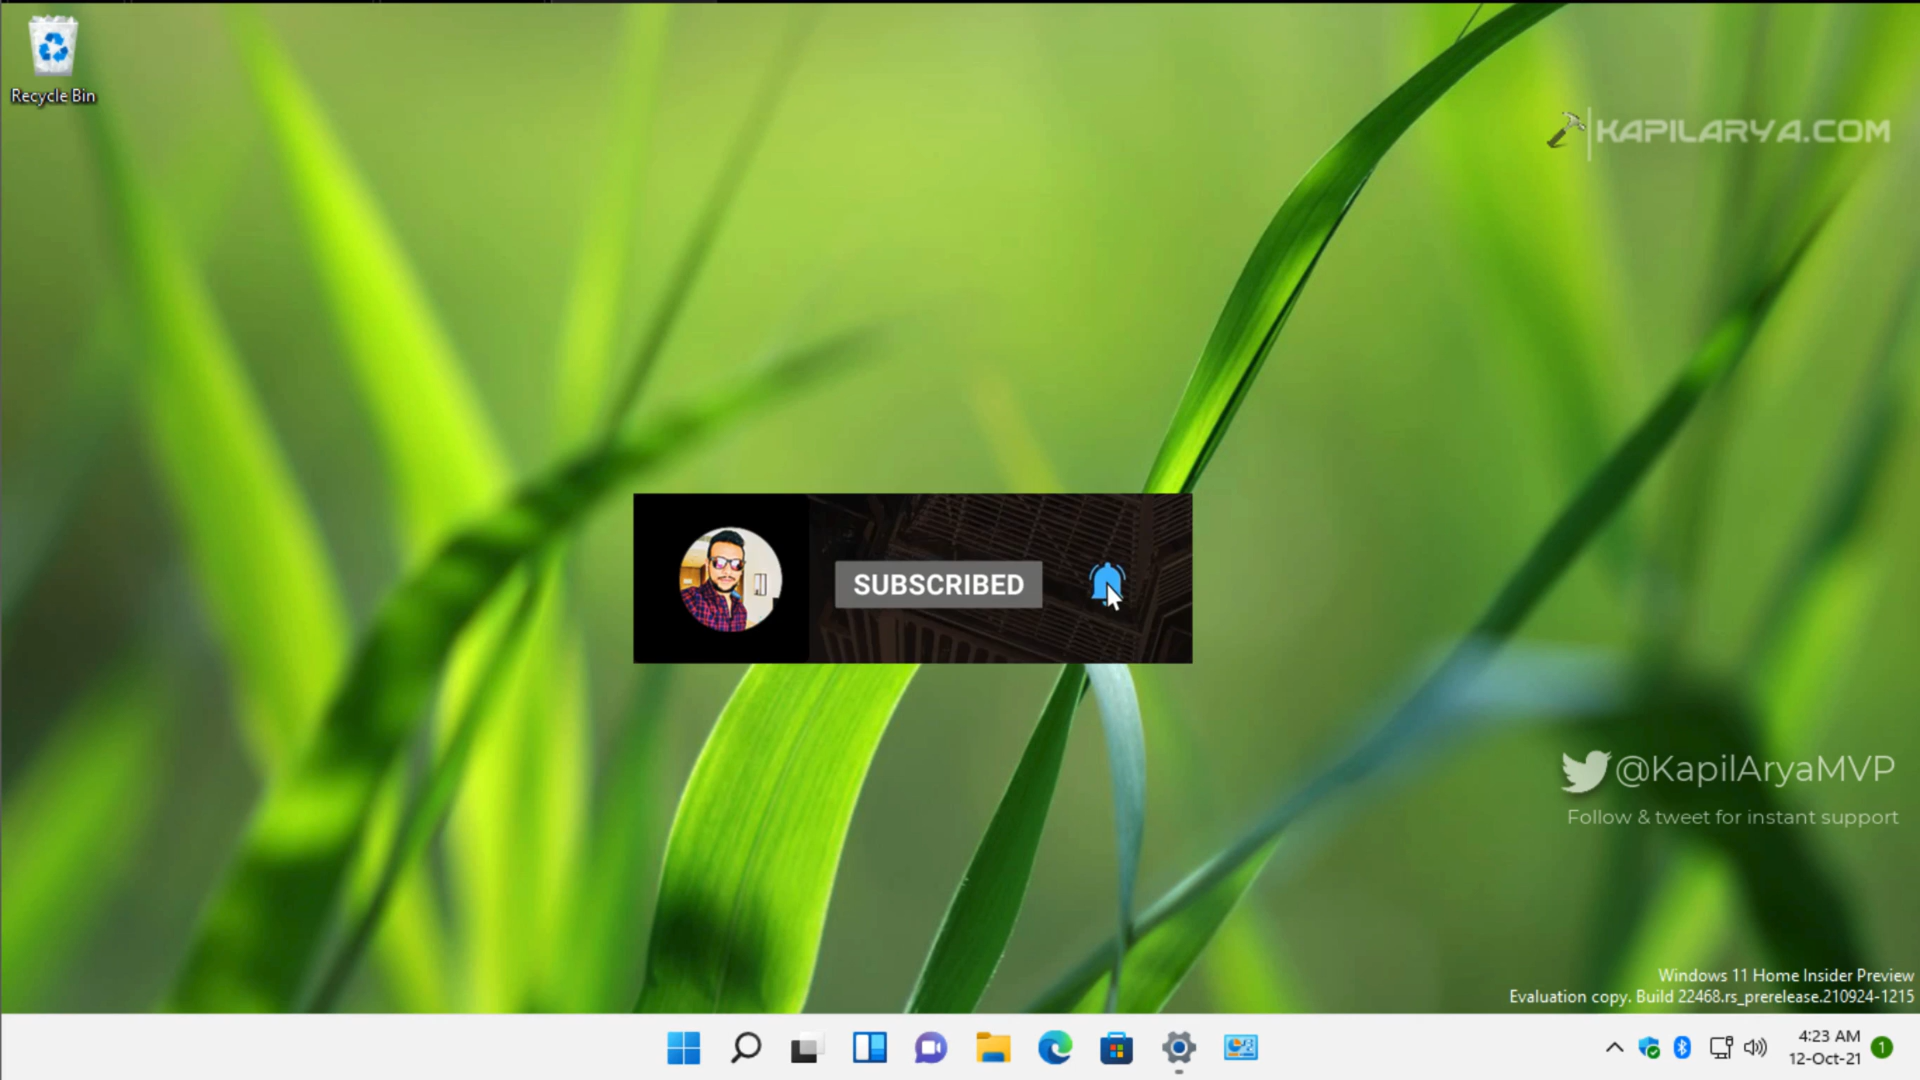 Recycle Bin
KAPILARYA.COM
SUBSCRIBED
@KapilAryaMVP
Follow & tweet for instant support
Windows 11 Home Insider Preview
Evaluation copy. Build 22468.rs_prerelease.210924-1215
4:23 AM
12-Oct-21
1